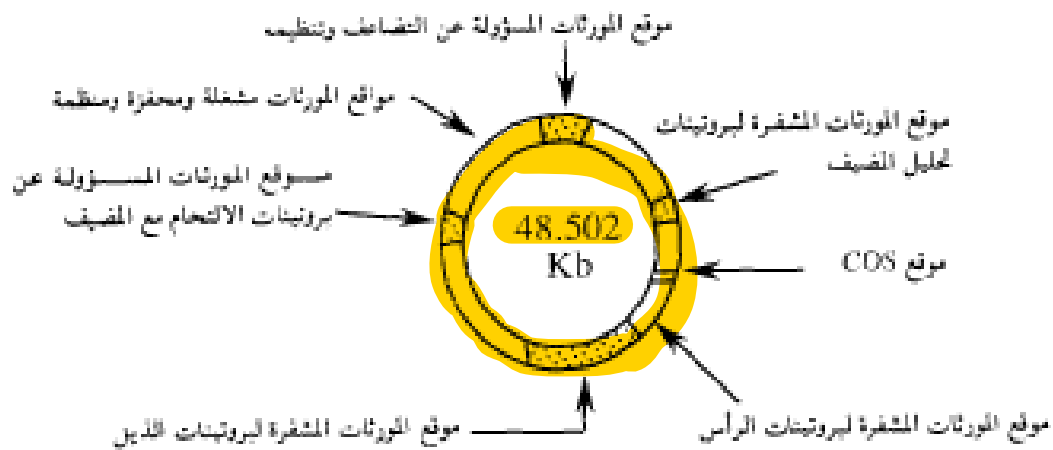 موقع المورثات المسؤولة عن التضاعف وتنظيمه
مواقع المورثات مشغلة ومحفزة ومنظمة
موقع المورثات المشفرة لبروتينات
تحليل المضيف
موقع المورثات المســؤولة عن
بروتينات الالتحام مع المضيف
48.502
Kb
موقع COS
موقع المورثات المشفرة لبروتينات الذيل
موقع المورثات المشفرة لبروتينات الرأس